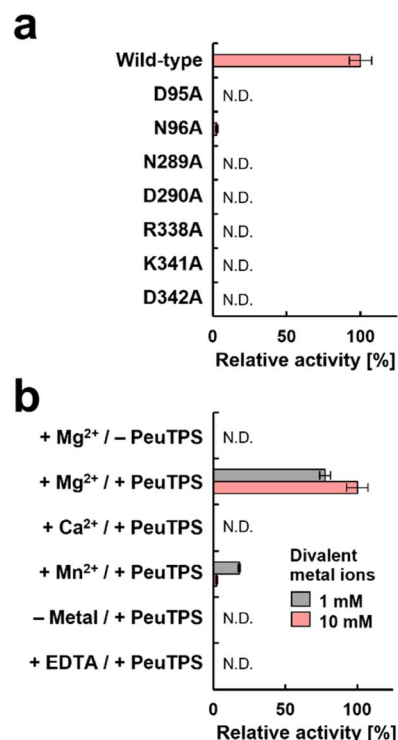 a
Wild-type
D95A N.D.
N96A
N289A N.D.
D290A N.D.
R338A N.D.
K341A N.D.
D342A N.D.
0 50 100
Relative activity [%]
b
+ Mg²⁺ / – PeuTPS N.D.
+ Mg²⁺ / + PeuTPS
+ Ca²⁺ / + PeuTPS N.D.
+ Mn²⁺ / + PeuTPS
Divalent
metal ions
1 mM
10 mM
– Metal / + PeuTPS N.D.
+ EDTA / + PeuTPS N.D.
0 50 100
Relative activity [%]